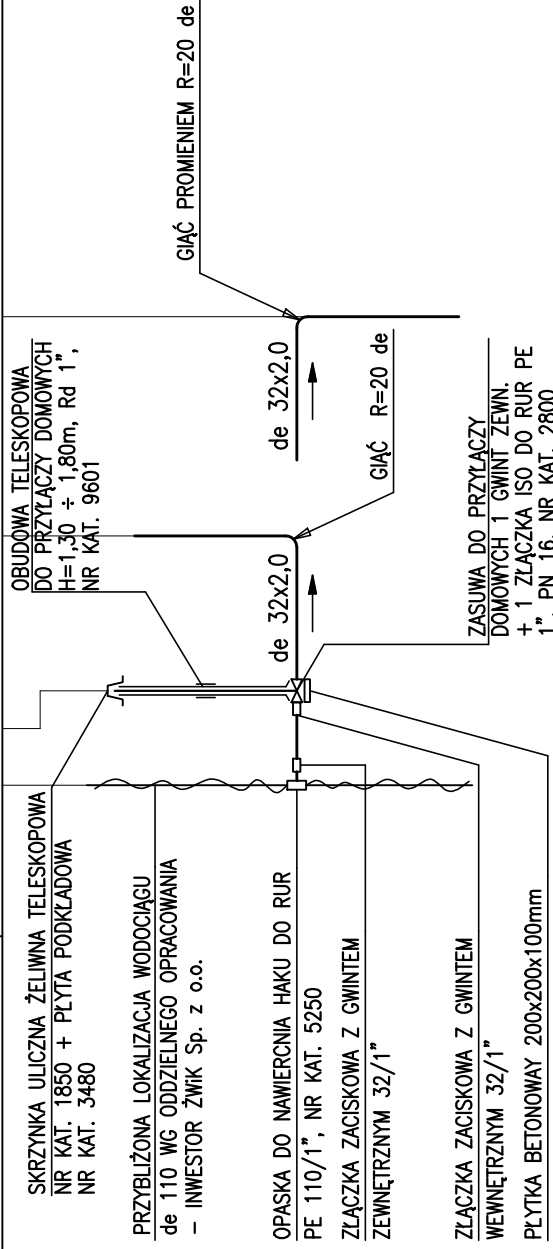 SKRZYNKA ULICZNA ŻELIWNA TELESKOPOWA
NR KAT. 1850 + PŁYTA PODKŁADOWA
NR KAT. 3480
PRZYBLIŻONA LOKALIZACJA WODOCIĄGU
de 110 WG ODDZIELNEGO OPRACOWANIA
– INWESTOR ŻWiK Sp. z o.o.
OPASKA DO NAWIERCNIA HAKU DO RUR
PE 110/1", NR KAT. 5250
ZŁĄCZKA ZACISKOWA Z GWINTEM
ZEWNĘTRZNYM 32/1"
ZŁĄCZKA ZACISKOWA Z GWINTEM
WEWNĘTRZNYM 32/1"
PŁYTKA BETONOWAY 200x200x100mm
OBUDOWA TELESKOPOWA
DO PRZYŁĄCZY DOMOWYCH
H=1,30 ÷ 1,80m, Rd 1",
NR KAT. 9601
de 32x2,0
GIĄĆ R=20 de
ZASUWA DO PRZYŁĄCZY
DOMOWYCH 1 GWINT ZEWN.
+ 1 ZŁĄCZKA ISO DO RUR PE
1", PN 16, NR KAT. 2800
de 32x2,0
GIĄĆ PROMIENIEM R=20 de